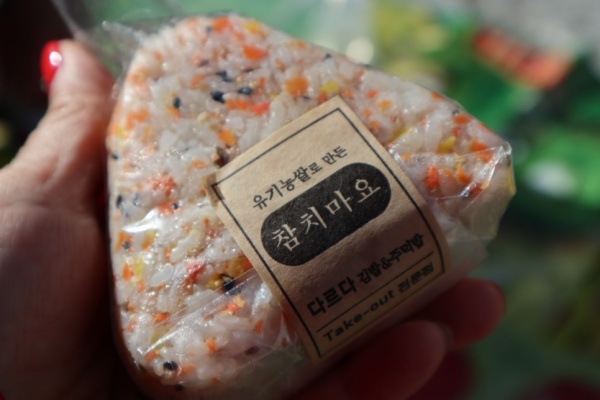 유기농쌀로 만든
참치마요
다르다 김밥&주먹밥
Take-out 전문점